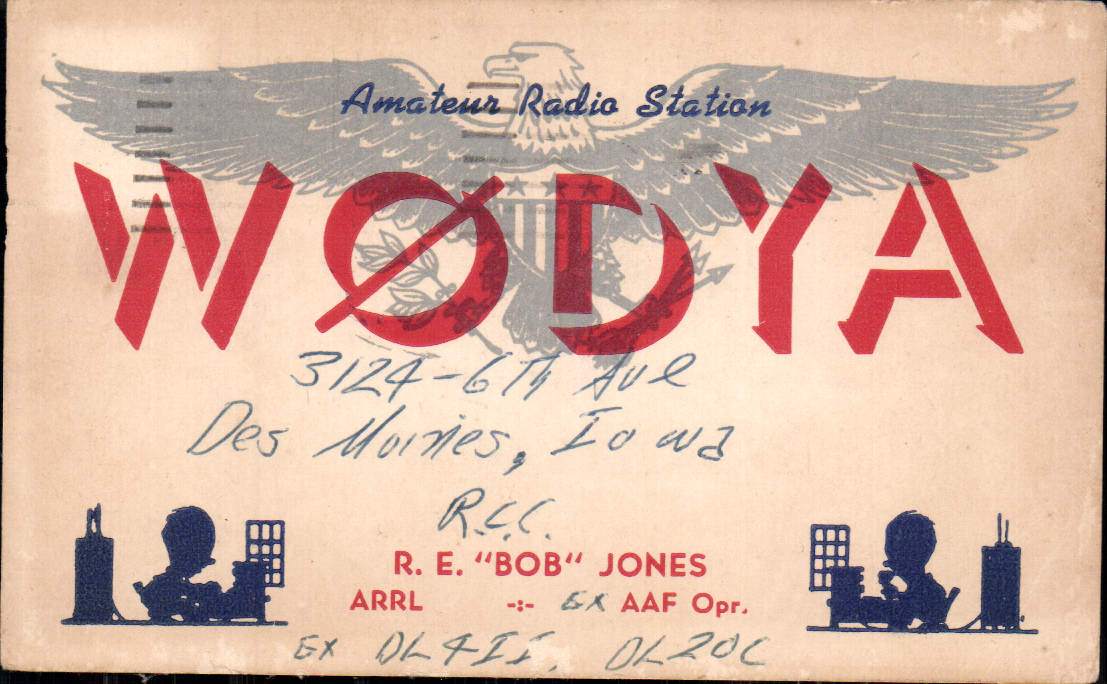 Amateur Radio Station
WØDYA
3124-6Th Ave
Des Moines, Iowa
R.C.C.
R. E. "BOB" JONES
ARRL -:- EX AAF Opr.
EX DL4II, DL2OC